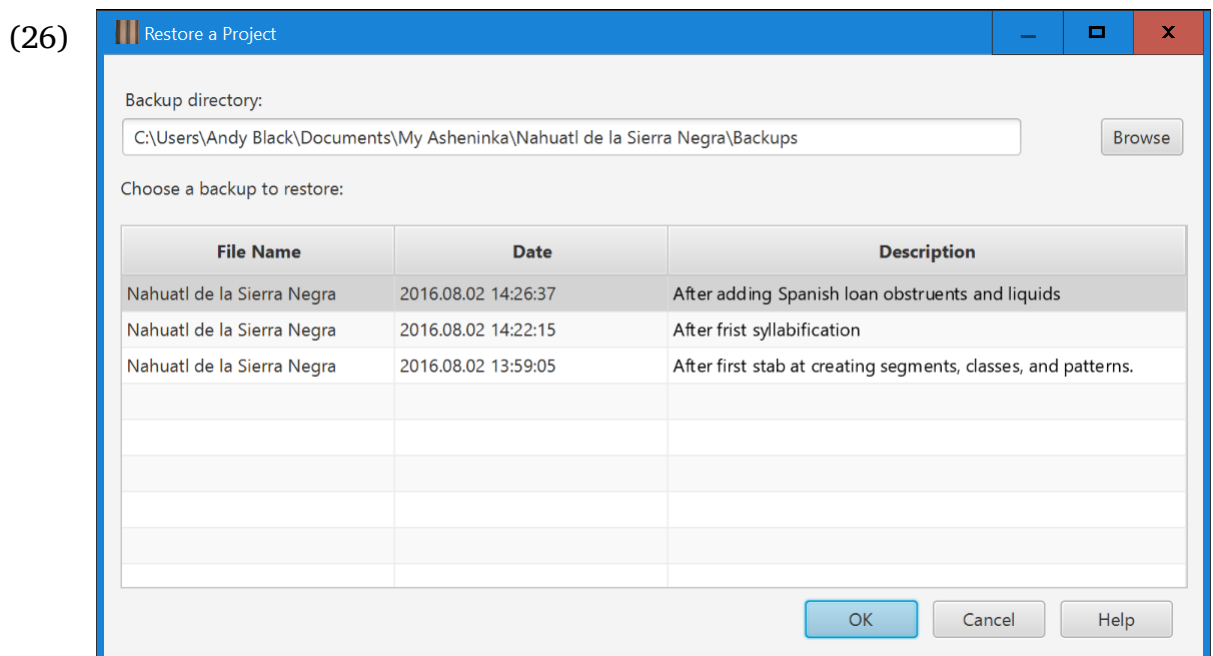 (26)
Restore a Project
Backup directory:
C:\Users\Andy Black\Documents\My Asheninka\Nahuatl de la Sierra Negra\Backups Browse
Choose a backup to restore:
File Name Date Description
Nahuatl de la Sierra Negra 2016.08.02 14:26:37 After adding Spanish loan obstruents and liquids
Nahuatl de la Sierra Negra 2016.08.02 14:22:15 After frist syllabification
Nahuatl de la Sierra Negra 2016.08.02 13:59:05 After first stab at creating segments, classes, and patterns.
OK Cancel Help